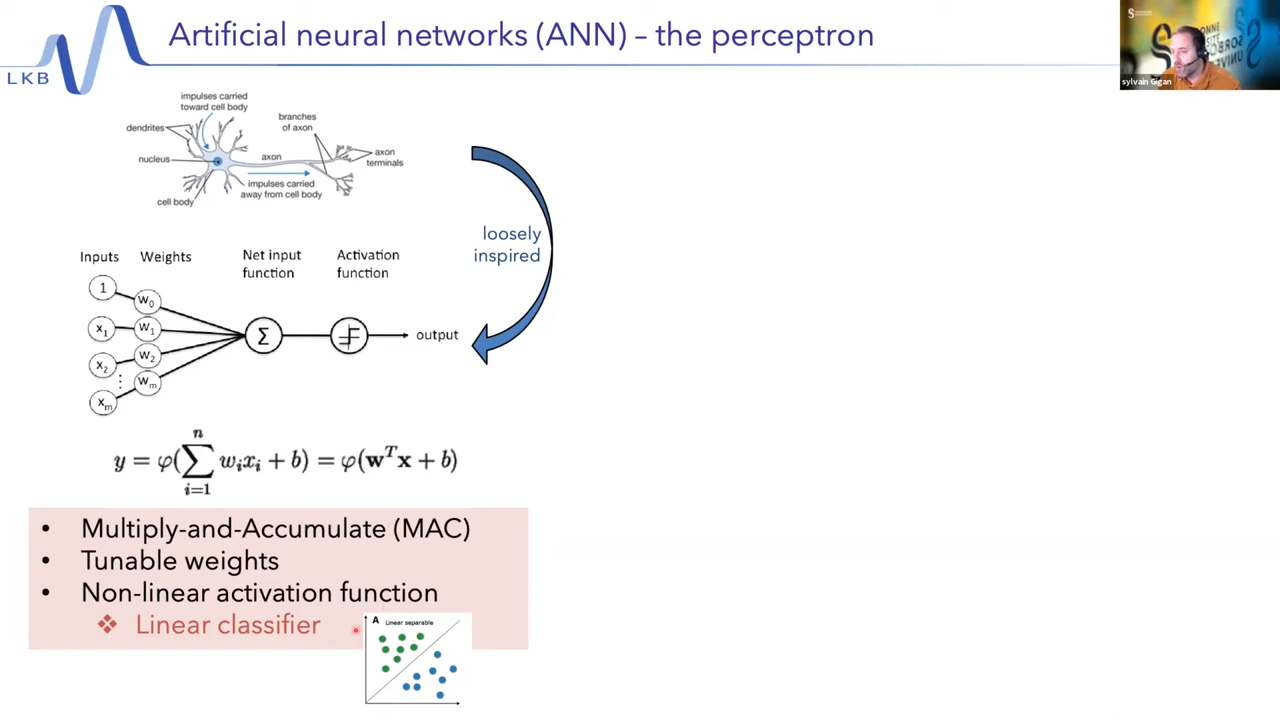 Artificial neural networks (ANN) – the perceptron
LKB
sylvain Gigan
impulses carried
toward cell body
dendrites
nucleus
cell body
axon
impulses carried
away from cell body
branches
of axon
axon
terminals
loosely
inspired
Inputs
Weights
Net input
function
Activation
function
1
w₀
x₁
w₁
x₂
w₂
⋮
wₘ
xₘ
Σ
output
y = φ(∑ⁿᵢ₌₁ wᵢxᵢ + b) = φ(wᵀx + b)
• Multiply-and-Accumulate (MAC)
• Tunable weights
• Non-linear activation function
❖ Linear classifier
A Linear separable